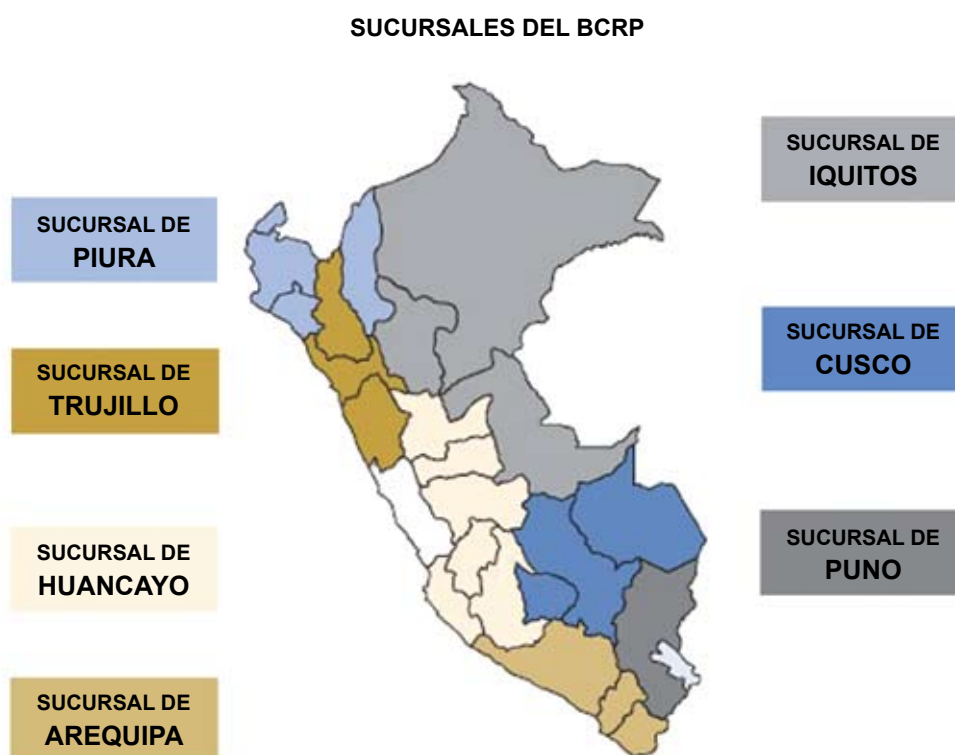 SUCURSALES DEL BCRP
SUCURSAL DE
PIURA
SUCURSAL DE
TRUJILLO
SUCURSAL DE
HUANCAYO
SUCURSAL DE
AREQUIPA
SUCURSAL DE
IQUITOS
SUCURSAL DE
CUSCO
SUCURSAL DE
PUNO